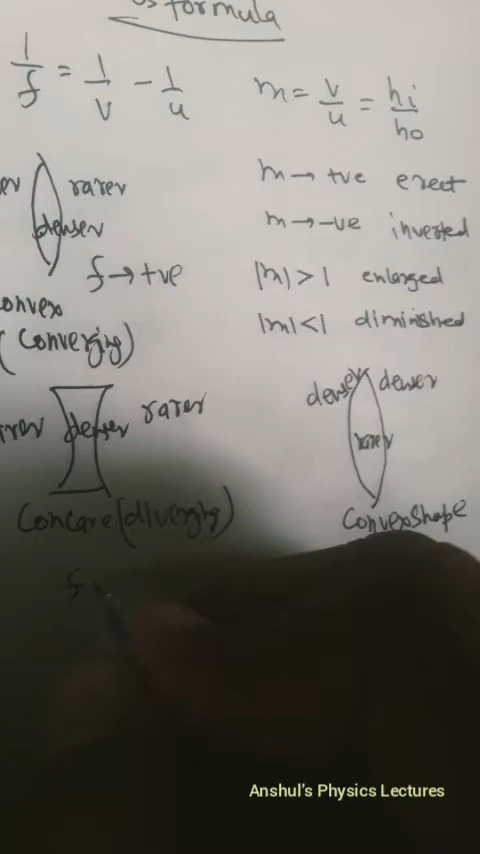 formula
1/f = 1/v - 1/u
m = v/u = hi/ho
rarer
denser
f → +ve
convex
(Converging)
m → +ve erect
m → -ve inverted
|m| > 1 enlarged
|m| < 1 diminished
denser rarer
Concave (diverging)
denser denser
rarer
Convex shape
f
Anshul's Physics Lectures